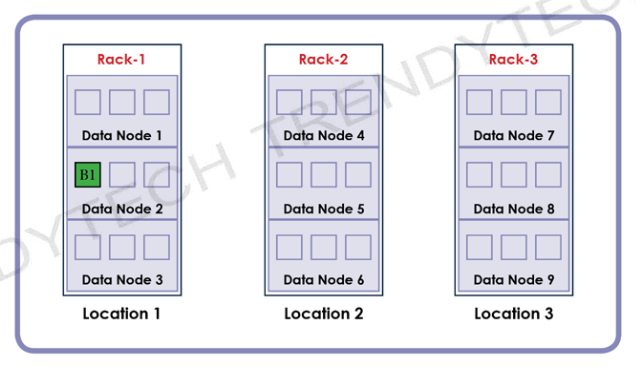 Rack-1
Data Node 1
B1
Data Node 2
Data Node 3
Location 1
Rack-2
Data Node 4
Data Node 5
Data Node 6
Location 2
Rack-3
Data Node 7
Data Node 8
Data Node 9
Location 3
DYTECH TRENDYTECH